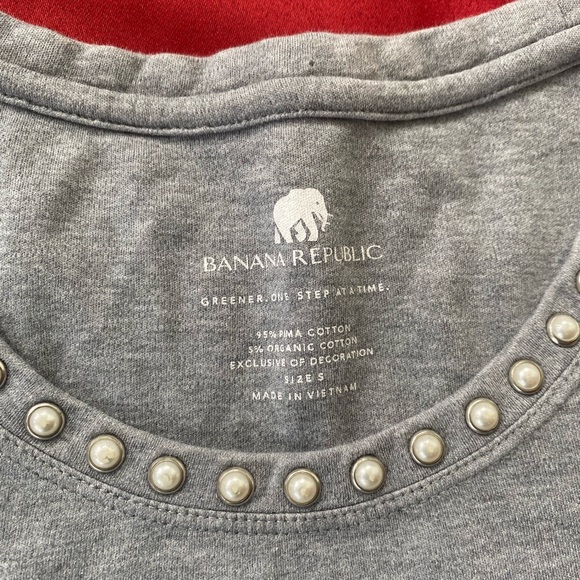 BANANA REPUBLIC
GREENER. ONE STEP AT A TIME.
95% PIMA COTTON
5% ORGANIC COTTON
EXCLUSIVE OF DECORATION
SIZE S
MADE IN VIETNAM